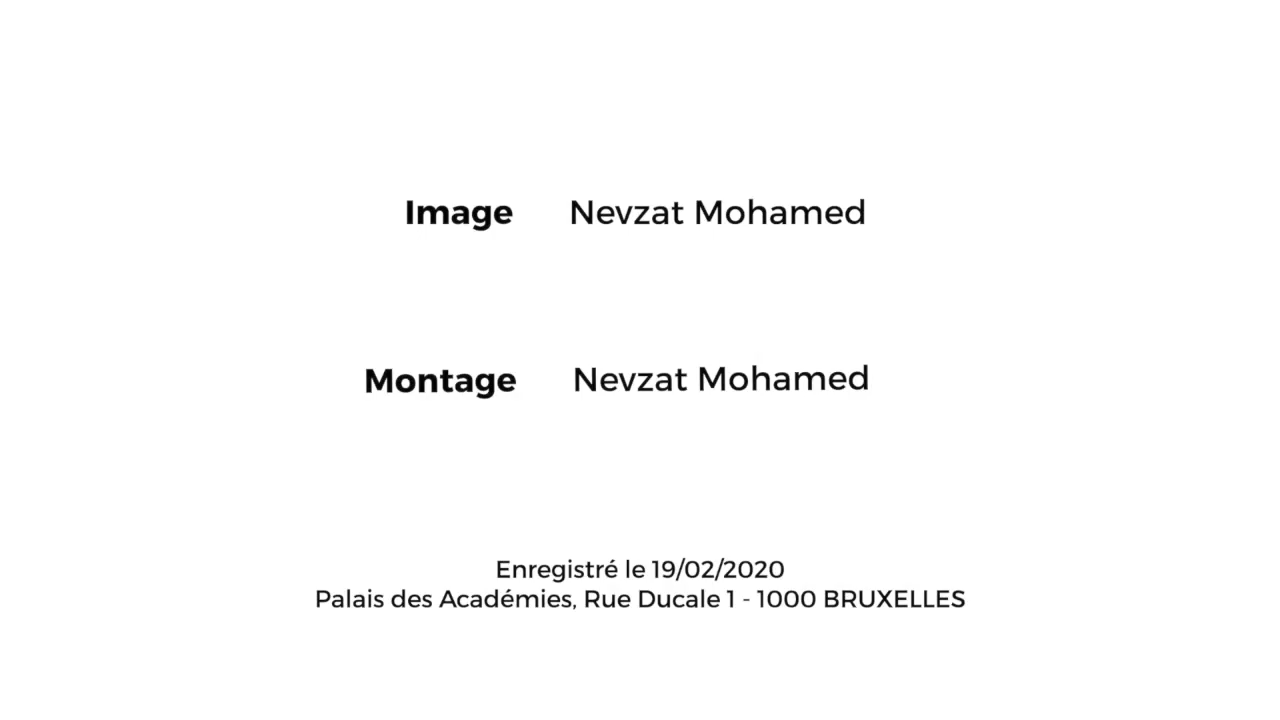 Image Nevzat Mohamed
Montage Nevzat Mohamed
Enregistré le 19/02/2020
Palais des Académies, Rue Ducale 1 - 1000 BRUXELLES